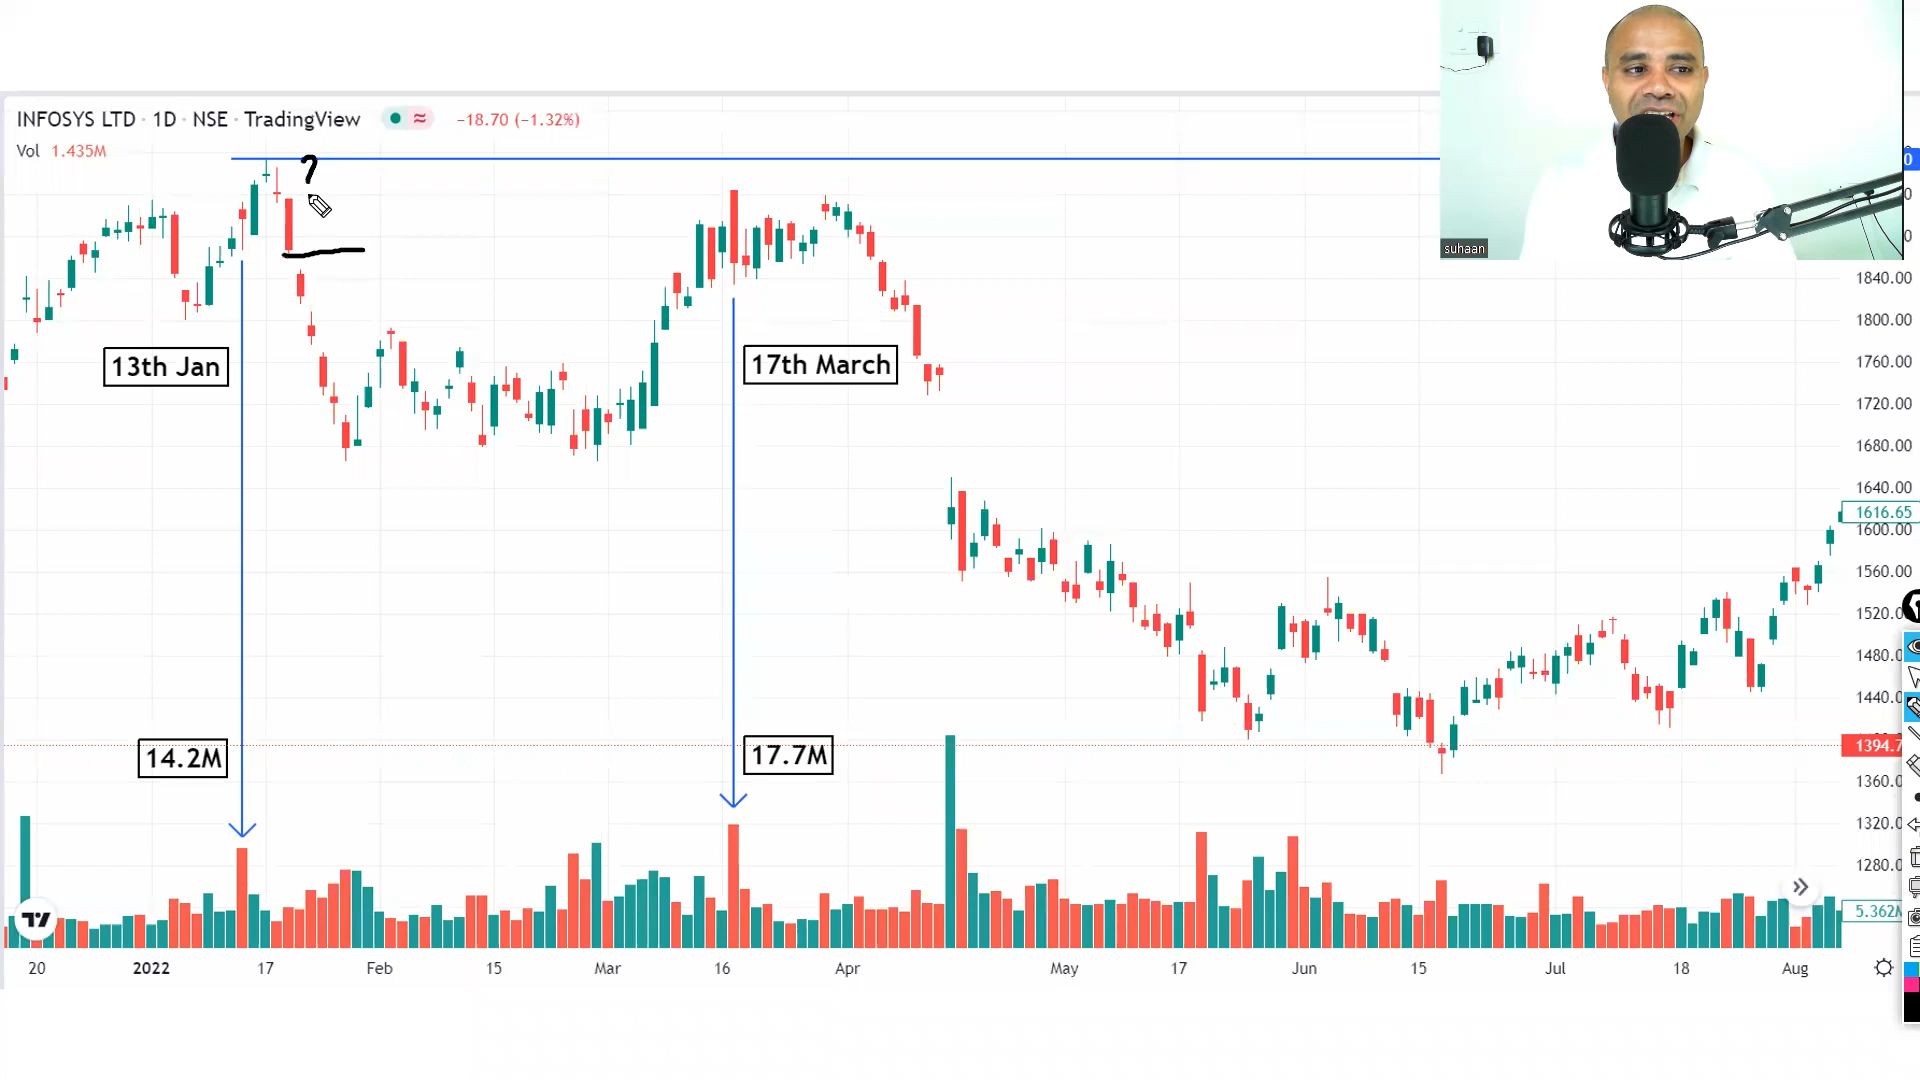 INFOSYS LTD · 1D · NSE · TradingView −18.70 (−1.32%)
Vol 1.435M
?
suhaan
1840.00
1800.00
13th Jan
17th March
1760.00
1720.00
1680.00
1640.00
1616.65
1600.00
1560.00
1520.0
1480.0
1440.0
14.2M
17.7M
1394.7
1360.00
1320.0
1280.0
5.362M
20 2022 17 Feb 15 Mar 16 Apr May 17 Jun 15 Jul 18 Aug